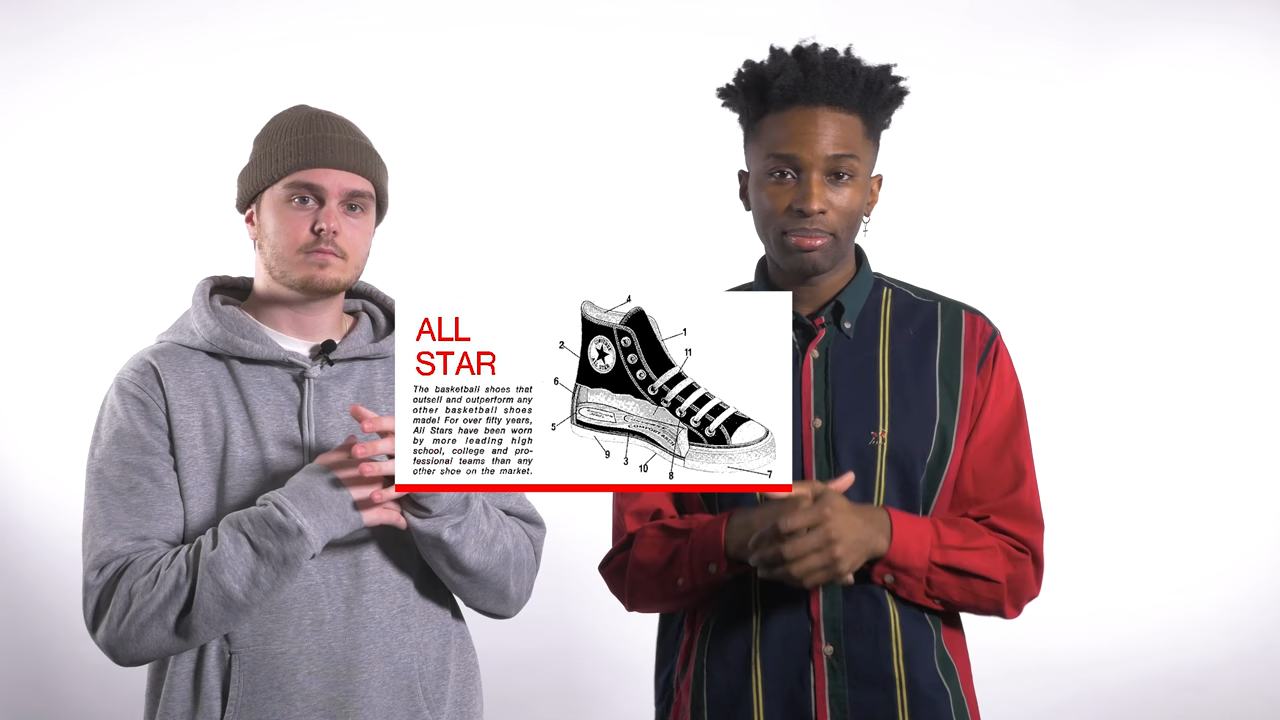 ALL
STAR
The basketball shoes that
outsell and outperform any
other basketball shoes
made! For over fifty years,
All Stars have been worn
by more leading high
school, college and pro-
fessional teams than any
other shoe on the market.
4
1
2
11
6
5
9
3
10
8
7